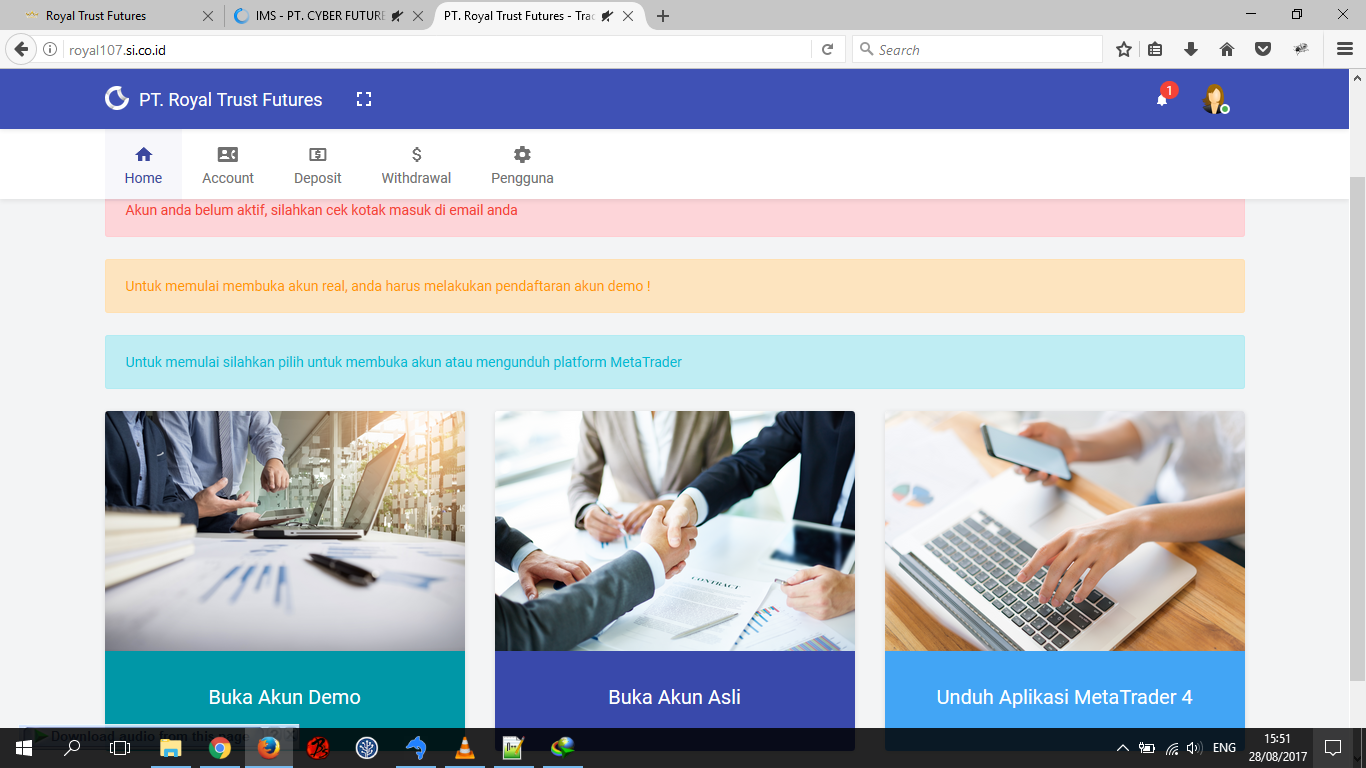 Royal Trust Futures
IMS - PT. CYBER FUTURE
PT. Royal Trust Futures - Trad
royal107.si.co.id
Search
PT. Royal Trust Futures
1
Home
Account
Deposit
Withdrawal
Pengguna
Akun anda belum aktif, silahkan cek kotak masuk di email anda
Untuk memulai membuka akun real, anda harus melakukan pendaftaran akun demo !
Untuk memulai silahkan pilih untuk membuka akun atau mengunduh platform MetaTrader
CONTRACT
Buka Akun Demo
Buka Akun Asli
Unduh Aplikasi MetaTrader 4
Download audio from this page
ENG
15:51
28/08/2017